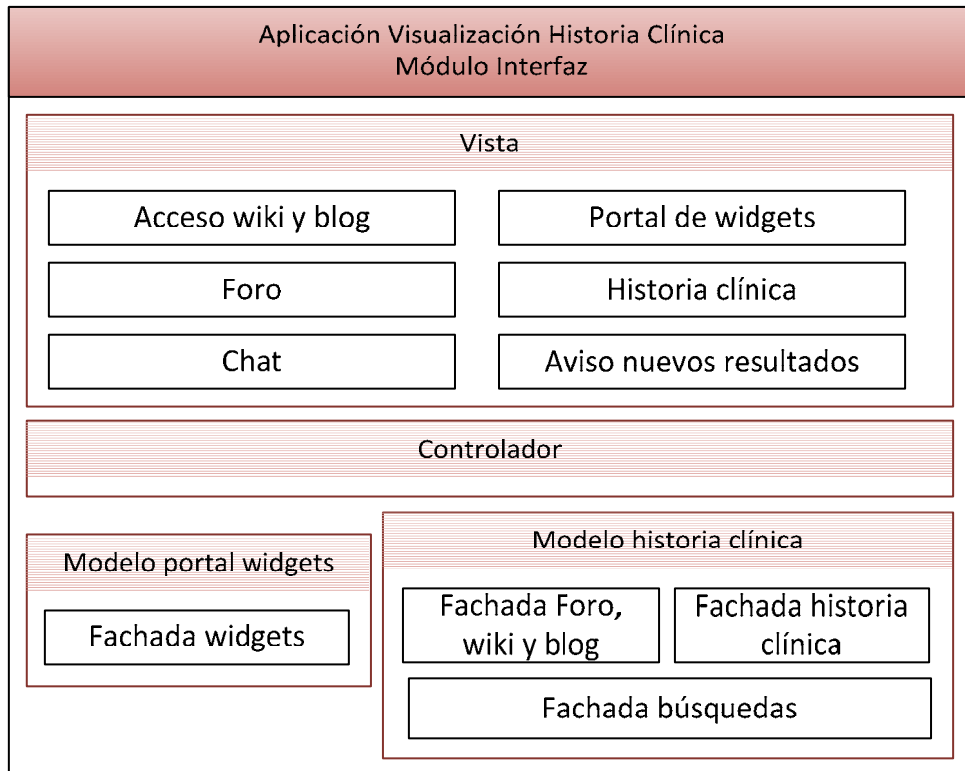 Aplicación Visualización Historia Clínica
Módulo Interfaz
Vista
Acceso wiki y blog
Portal de widgets
Foro
Historia clínica
Chat
Aviso nuevos resultados
Controlador
Modelo portal widgets
Fachada widgets
Modelo historia clínica
Fachada Foro,
wiki y blog
Fachada historia
clínica
Fachada búsquedas